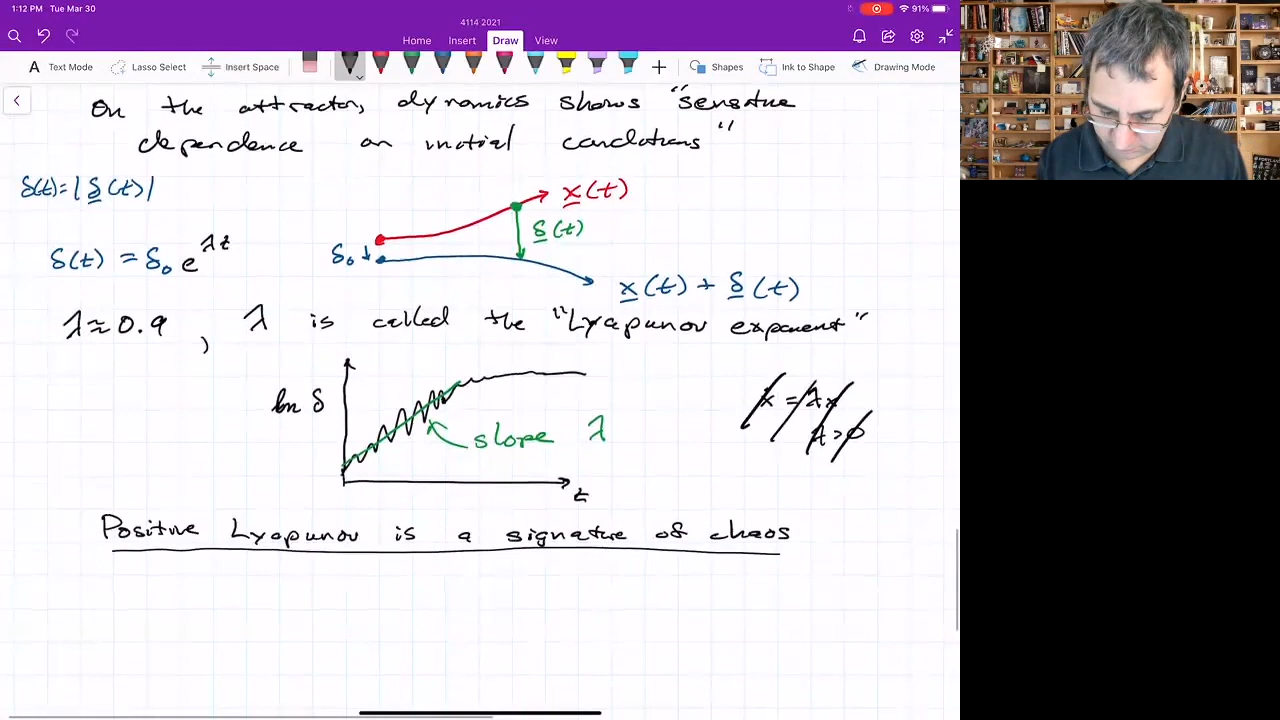 1:12 PM Tue Mar 30
91%
4114 2021
Home Insert Draw View
Text Mode Lasso Select Insert Space Shapes Ink to Shape Drawing Mode
On the attractor, dynamics shows "sensitive
dependence on initial conditions"
δ(t)=|δ(t)|
x(t)
δ(t)
δ(t) = δ₀ e^λt
δ₀
x(t) + δ(t)
λ≈0.9, λ is called the "Lyapunov exponent"
ln δ
ẋ = λx
λ>0
slope λ
t
Positive Lyapunov is a signature of chaos